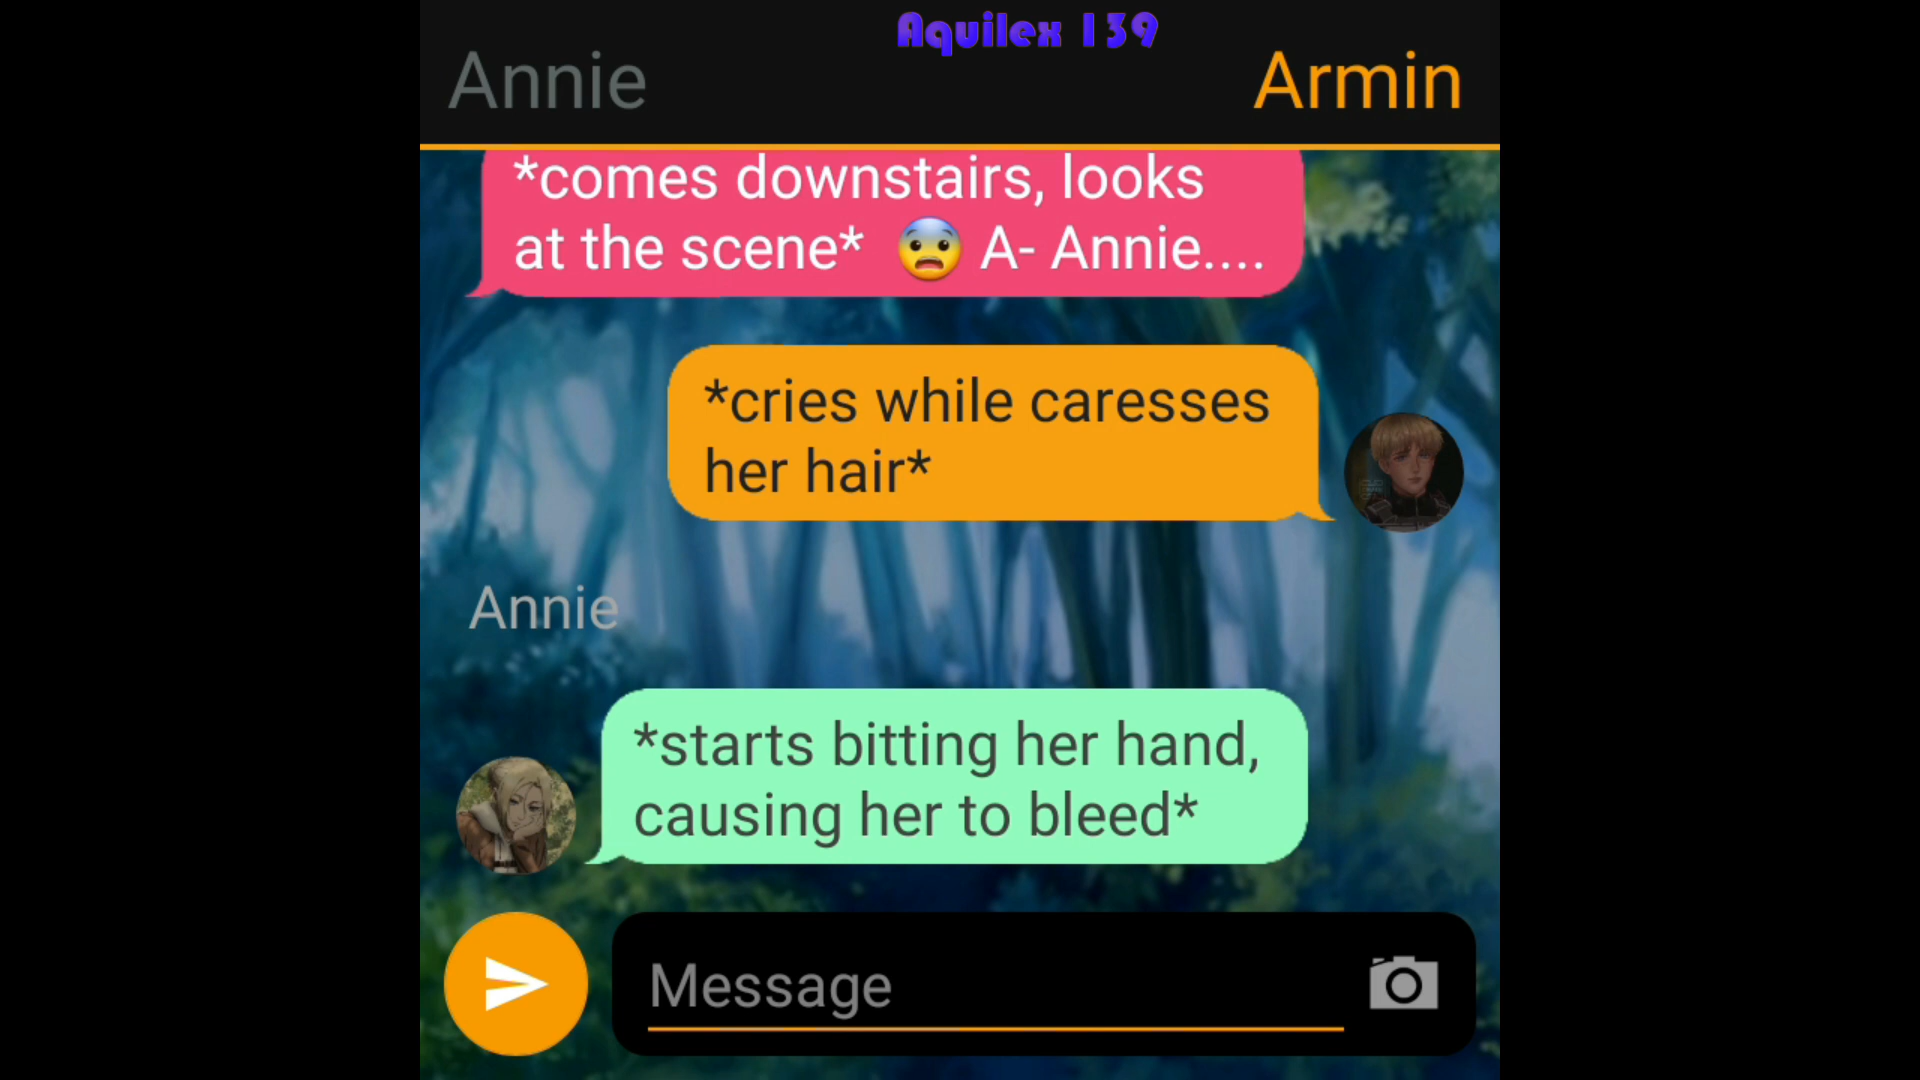 Aquilex 139
Annie
Armin
*comes downstairs, looks
at the scene* 😨 A- Annie....
*cries while caresses
her hair*
Annie
*starts bitting her hand,
causing her to bleed*
Message